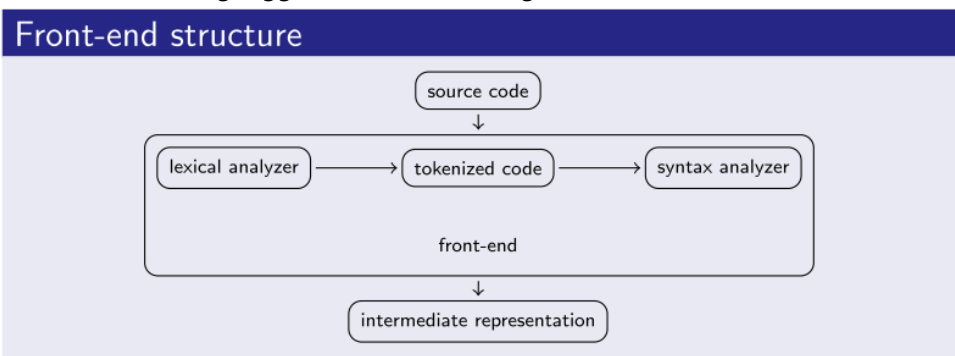 Front-end structure
source code
↓
lexical analyzer → tokenized code → syntax analyzer
front-end
↓
intermediate representation